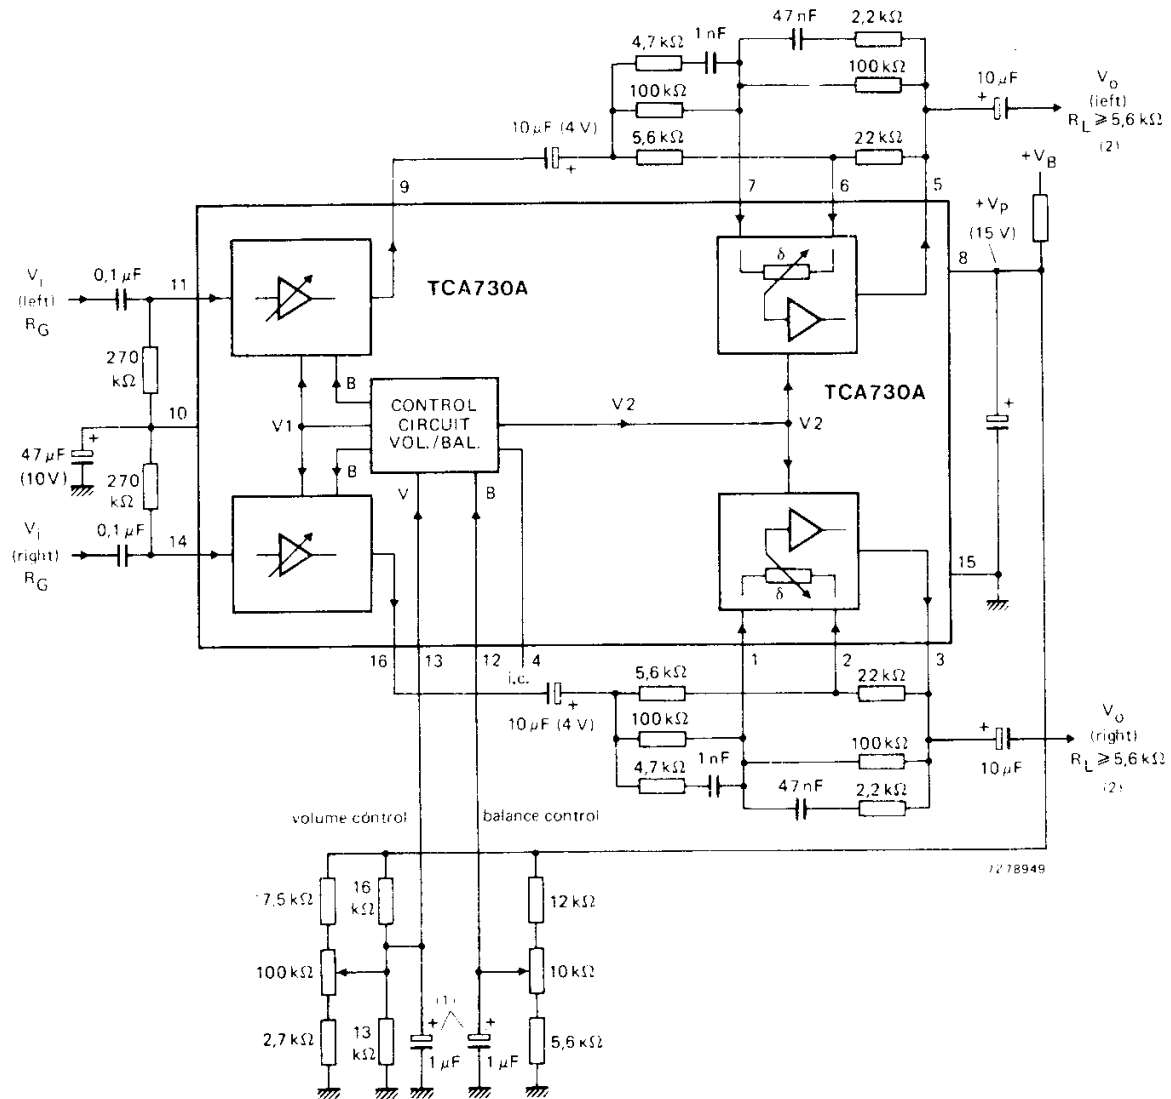 47 nF
2,2 kΩ
1 nF
4,7 kΩ
100 kΩ
100 kΩ
10 μF (4 V)
+
5,6 kΩ
22 kΩ
10 μF
+
V₀
(left)
R_L ⩾ 5,6 kΩ
(2)
+V_B
9
7
6
5
+V_P
(15 V)
8
V_i
(left)
R_G
0,1 μF
11
TCA730A
δ
270
kΩ
10
+
47 μF
(10V)
270
kΩ
B
V1
B
CONTROL
CIRCUIT
VOL./BAL.
V
B
V2
V2
TCA730A
+
V_i
(right)
R_G
0,1 μF
14
δ
15
16
13
12
4
i.c.
1
2
3
10 μF (4 V)
+
5,6 kΩ
22 kΩ
100 kΩ
100 kΩ
4,7 kΩ
1 nF
47 nF
2,2 kΩ
+
10 μF
V₀
(right)
R_L ⩾ 5,6 kΩ
(2)
volume control
balance control
7278949
7,5 kΩ
16
kΩ
12 kΩ
100 kΩ
10 kΩ
(1)
+
+
2,7 kΩ
13
kΩ
1 μF
1 μF
5,6 kΩ